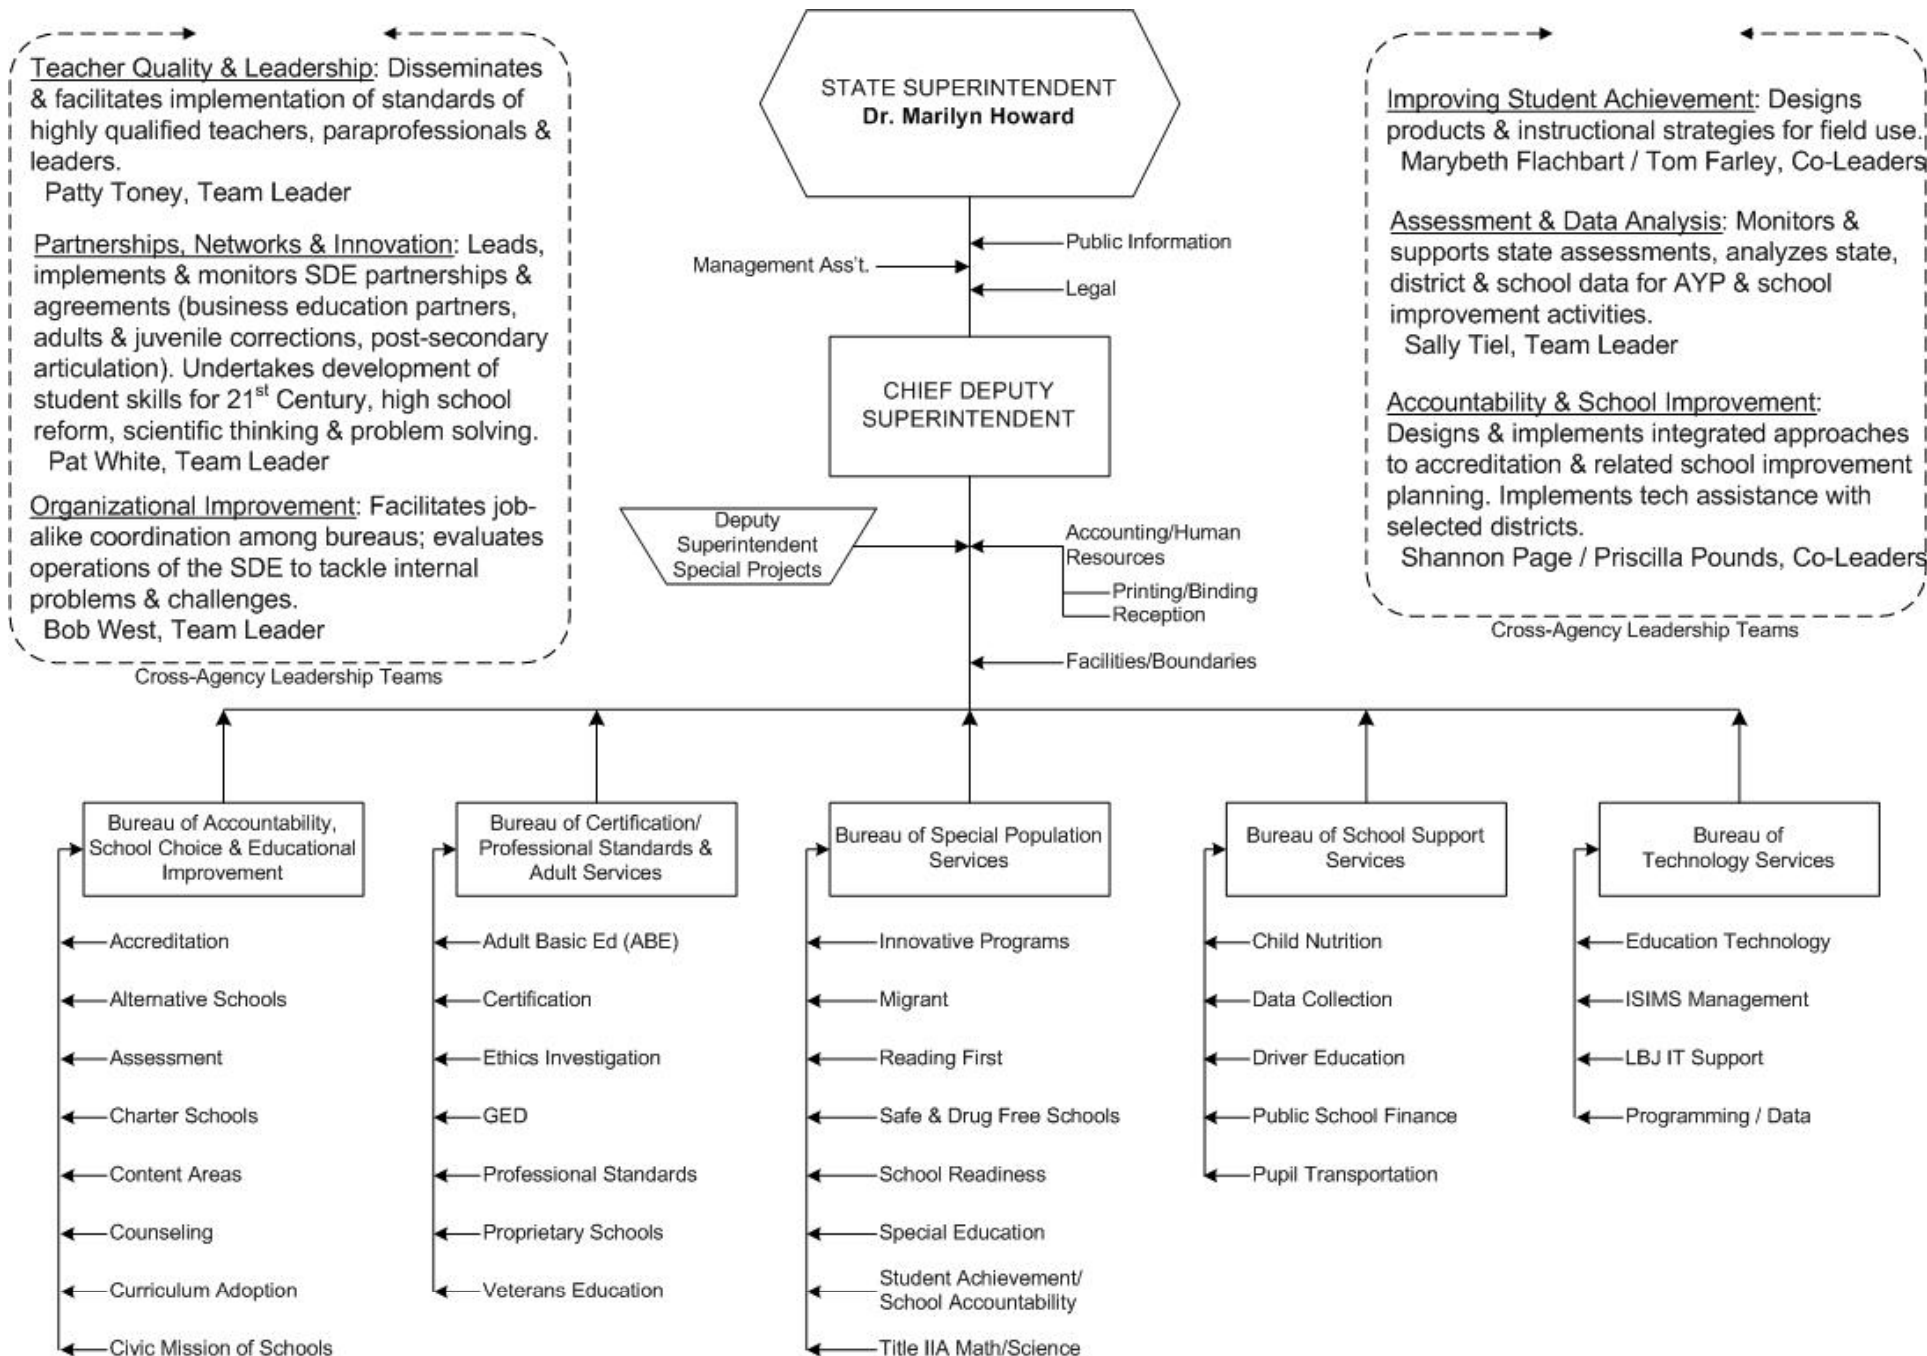 Teacher Quality & Leadership: Disseminates
& facilitates implementation of standards of
highly qualified teachers, paraprofessionals &
leaders.
Patty Toney, Team Leader
Partnerships, Networks & Innovation: Leads,
implements & monitors SDE partnerships &
agreements (business education partners,
adults & juvenile corrections, post-secondary
articulation). Undertakes development of
student skills for 21st Century, high school
reform, scientific thinking & problem solving.
Pat White, Team Leader
Organizational Improvement: Facilitates job-
alike coordination among bureaus; evaluates
operations of the SDE to tackle internal
problems & challenges.
Bob West, Team Leader
Cross-Agency Leadership Teams
STATE SUPERINTENDENT
Dr. Marilyn Howard
Public Information
Management Ass't.
Legal
CHIEF DEPUTY
SUPERINTENDENT
Deputy
Superintendent
Special Projects
Accounting/Human
Resources
Printing/Binding
Reception
Facilities/Boundaries
Improving Student Achievement: Designs
products & instructional strategies for field use.
Marybeth Flachbart / Tom Farley, Co-Leaders
Assessment & Data Analysis: Monitors &
supports state assessments, analyzes state,
district & school data for AYP & school
improvement activities.
Sally Tiel, Team Leader
Accountability & School Improvement:
Designs & implements integrated approaches
to accreditation & related school improvement
planning. Implements tech assistance with
selected districts.
Shannon Page / Priscilla Pounds, Co-Leaders
Cross-Agency Leadership Teams
Bureau of Accountability,
School Choice & Educational
Improvement
Accreditation
Alternative Schools
Assessment
Charter Schools
Content Areas
Counseling
Curriculum Adoption
Civic Mission of Schools
Bureau of Certification/
Professional Standards &
Adult Services
Adult Basic Ed (ABE)
Certification
Ethics Investigation
GED
Professional Standards
Proprietary Schools
Veterans Education
Bureau of Special Population
Services
Innovative Programs
Migrant
Reading First
Safe & Drug Free Schools
School Readiness
Special Education
Student Achievement/
School Accountability
Title IIA Math/Science
Bureau of School Support
Services
Child Nutrition
Data Collection
Driver Education
Public School Finance
Pupil Transportation
Bureau of
Technology Services
Education Technology
ISIMS Management
LBJ IT Support
Programming / Data